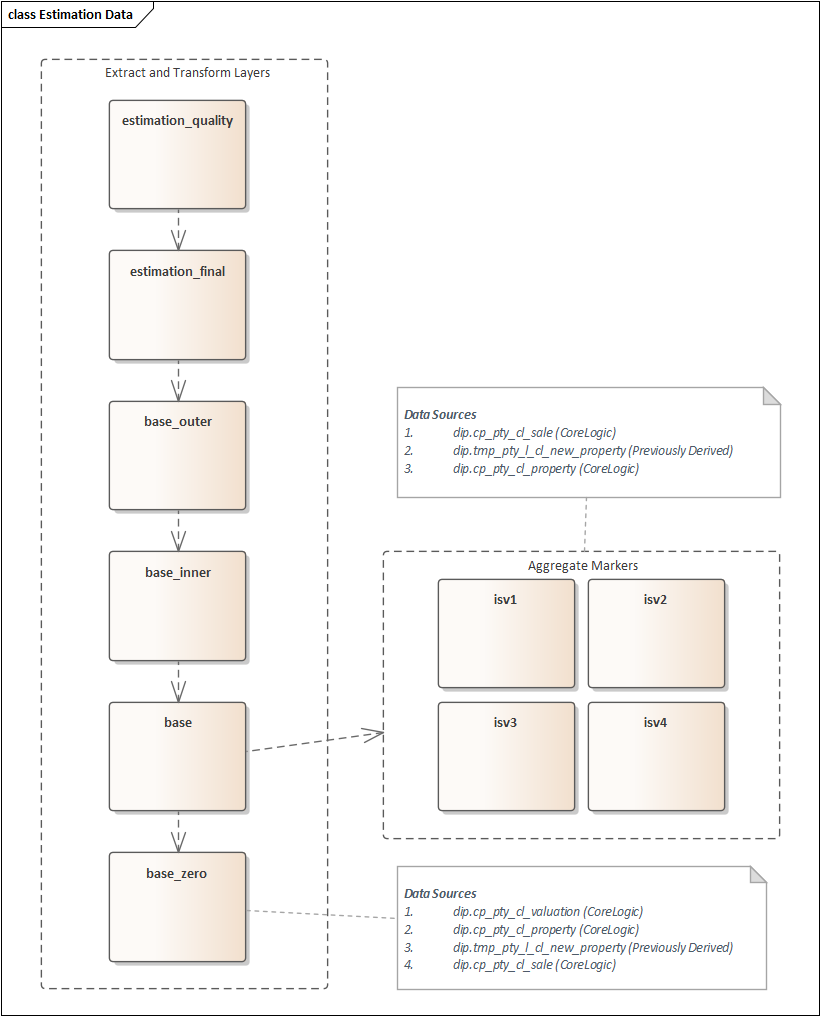 class Estimation Data
Extract and Transform Layers
estimation_quality
estimation_final
base_outer
base_inner
base
base_zero
Data Sources
1. dip.cp_pty_cl_sale (CoreLogic)
2. dip.tmp_pty_l_cl_new_property (Previously Derived)
3. dip.cp_pty_cl_property (CoreLogic)
Aggregate Markers
isv1
isv2
isv3
isv4
Data Sources
1. dip.cp_pty_cl_valuation (CoreLogic)
2. dip.cp_pty_cl_property (CoreLogic)
3. dip.tmp_pty_l_cl_new_property (Previously Derived)
4. dip.cp_pty_cl_sale (CoreLogic)